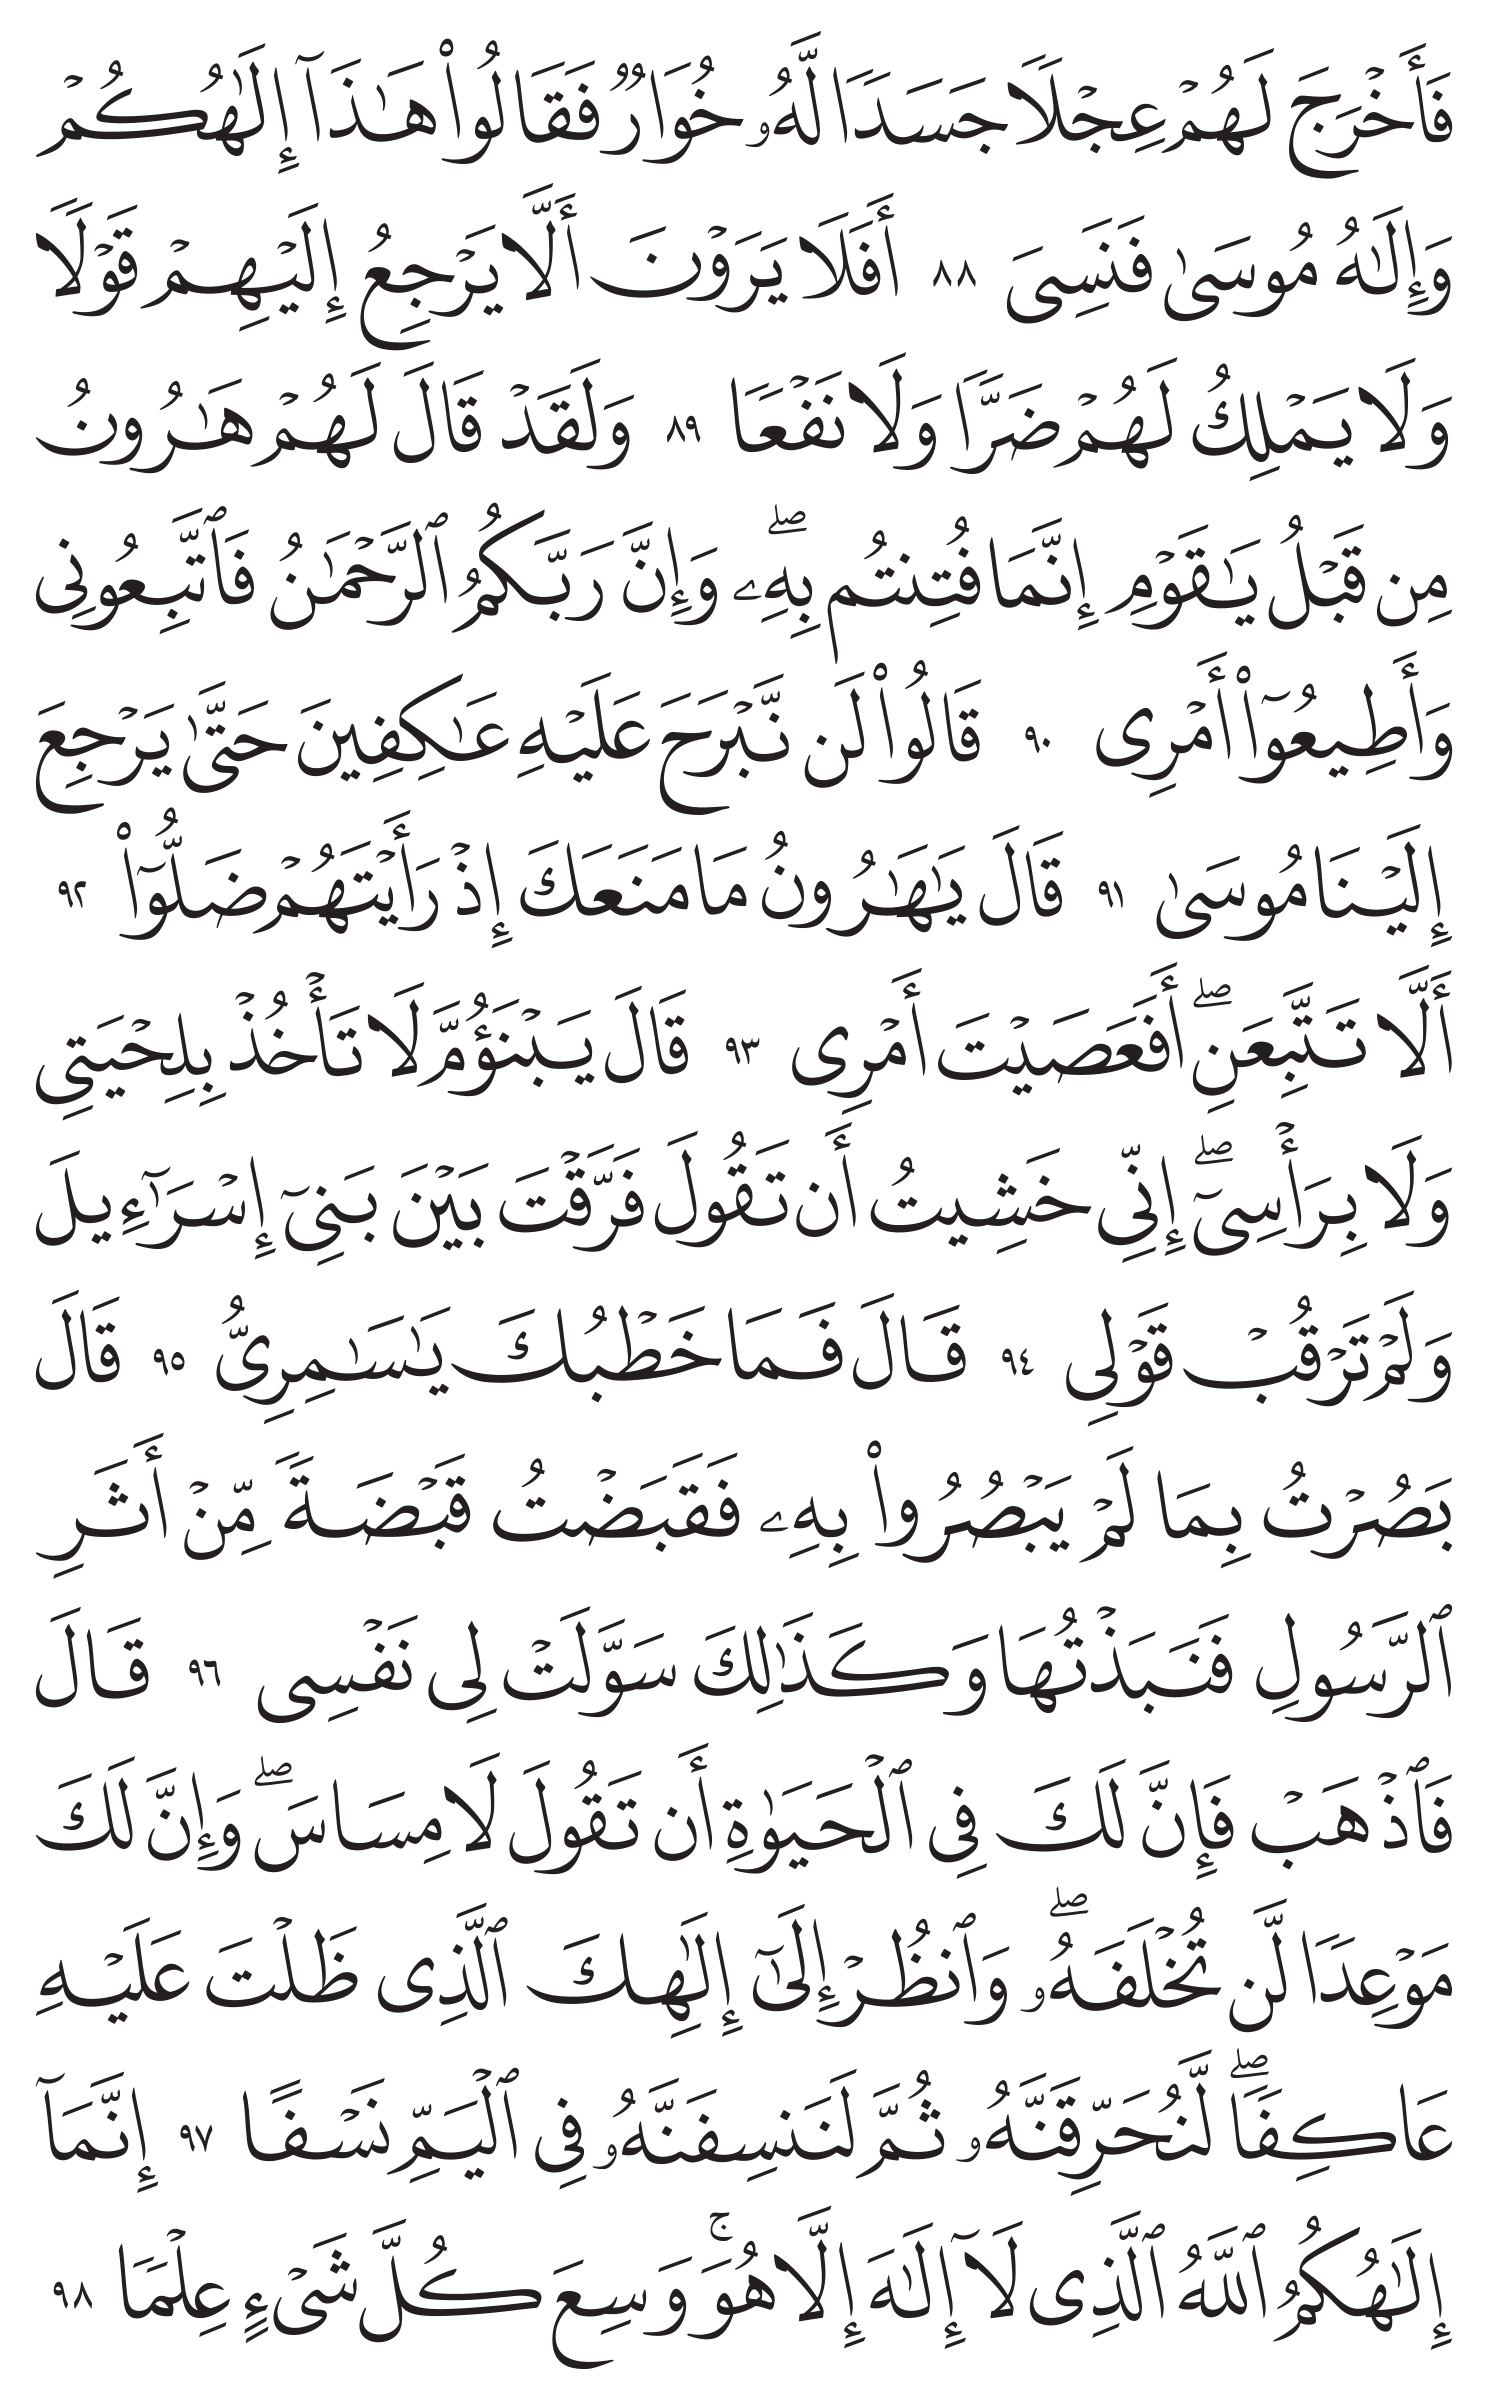 فَأَخْرَجَ لَهُمْ عِجْلًا جَسَدًا لَّهُۥ خُوَارٌ فَقَالُوا۟ هَٰذَآ إِلَٰهُكُمْ
وَإِلَٰهُ مُوسَىٰ فَنَسِىَ ٨٨ أَفَلَا يَرَوْنَ أَلَّا يَرْجِعُ إِلَيْهِمْ قَوْلًا
وَلَا يَمْلِكُ لَهُمْ ضَرًّا وَلَا نَفْعًا ٨٩ وَلَقَدْ قَالَ لَهُمْ هَٰرُونُ
مِن قَبْلُ يَٰقَوْمِ إِنَّمَا فُتِنتُم بِهِۦ ۖ وَإِنَّ رَبَّكُمُ ٱلرَّحْمَٰنُ فَٱتَّبِعُونِى
وَأَطِيعُوٓا۟ أَمْرِى ٩٠ قَالُوا۟ لَن نَّبْرَحَ عَلَيْهِ عَٰكِفِينَ حَتَّىٰ يَرْجِعَ
إِلَيْنَا مُوسَىٰ ٩١ قَالَ يَٰهَٰرُونُ مَا مَنَعَكَ إِذْ رَأَيْتَهُمْ ضَلُّوٓا۟ ٩٢
أَلَّا تَتَّبِعَنِ ۖ أَفَعَصَيْتَ أَمْرِى ٩٣ قَالَ يَبْنَؤُمَّ لَا تَأْخُذْ بِلِحْيَتِى
وَلَا بِرَأْسِىٓ ۖ إِنِّى خَشِيتُ أَن تَقُولَ فَرَّقْتَ بَيْنَ بَنِىٓ إِسْرَٰٓءِيلَ
وَلَمْ تَرْقُبْ قَوْلِى ٩٤ قَالَ فَمَا خَطْبُكَ يَٰسَٰمِرِىُّ ٩٥ قَالَ
بَصُرْتُ بِمَا لَمْ يَبْصُرُوا۟ بِهِۦ فَقَبَضْتُ قَبْضَةً مِّنْ أَثَرِ
ٱلرَّسُولِ فَنَبَذْتُهَا وَكَذَٰلِكَ سَوَّلَتْ لِى نَفْسِى ٩٦ قَالَ
فَٱذْهَبْ فَإِنَّ لَكَ فِى ٱلْحَيَوٰةِ أَن تَقُولَ لَا مِسَاسَ ۖ وَإِنَّ لَكَ
مَوْعِدًا لَّن تُخْلَفَهُۥ ۖ وَٱنظُرْ إِلَىٰٓ إِلَٰهِكَ ٱلَّذِى ظَلْتَ عَلَيْهِ
عَاكِفًا ۖ لَّنُحَرِّقَنَّهُۥ ثُمَّ لَنَنسِفَنَّهُۥ فِى ٱلْيَمِّ نَسْفًا ٩٧ إِنَّمَآ
إِلَٰهُكُمُ ٱللَّهُ ٱلَّذِى لَآ إِلَٰهَ إِلَّا هُوَ ۚ وَسِعَ كُلَّ شَىْءٍ عِلْمًا ٩٨